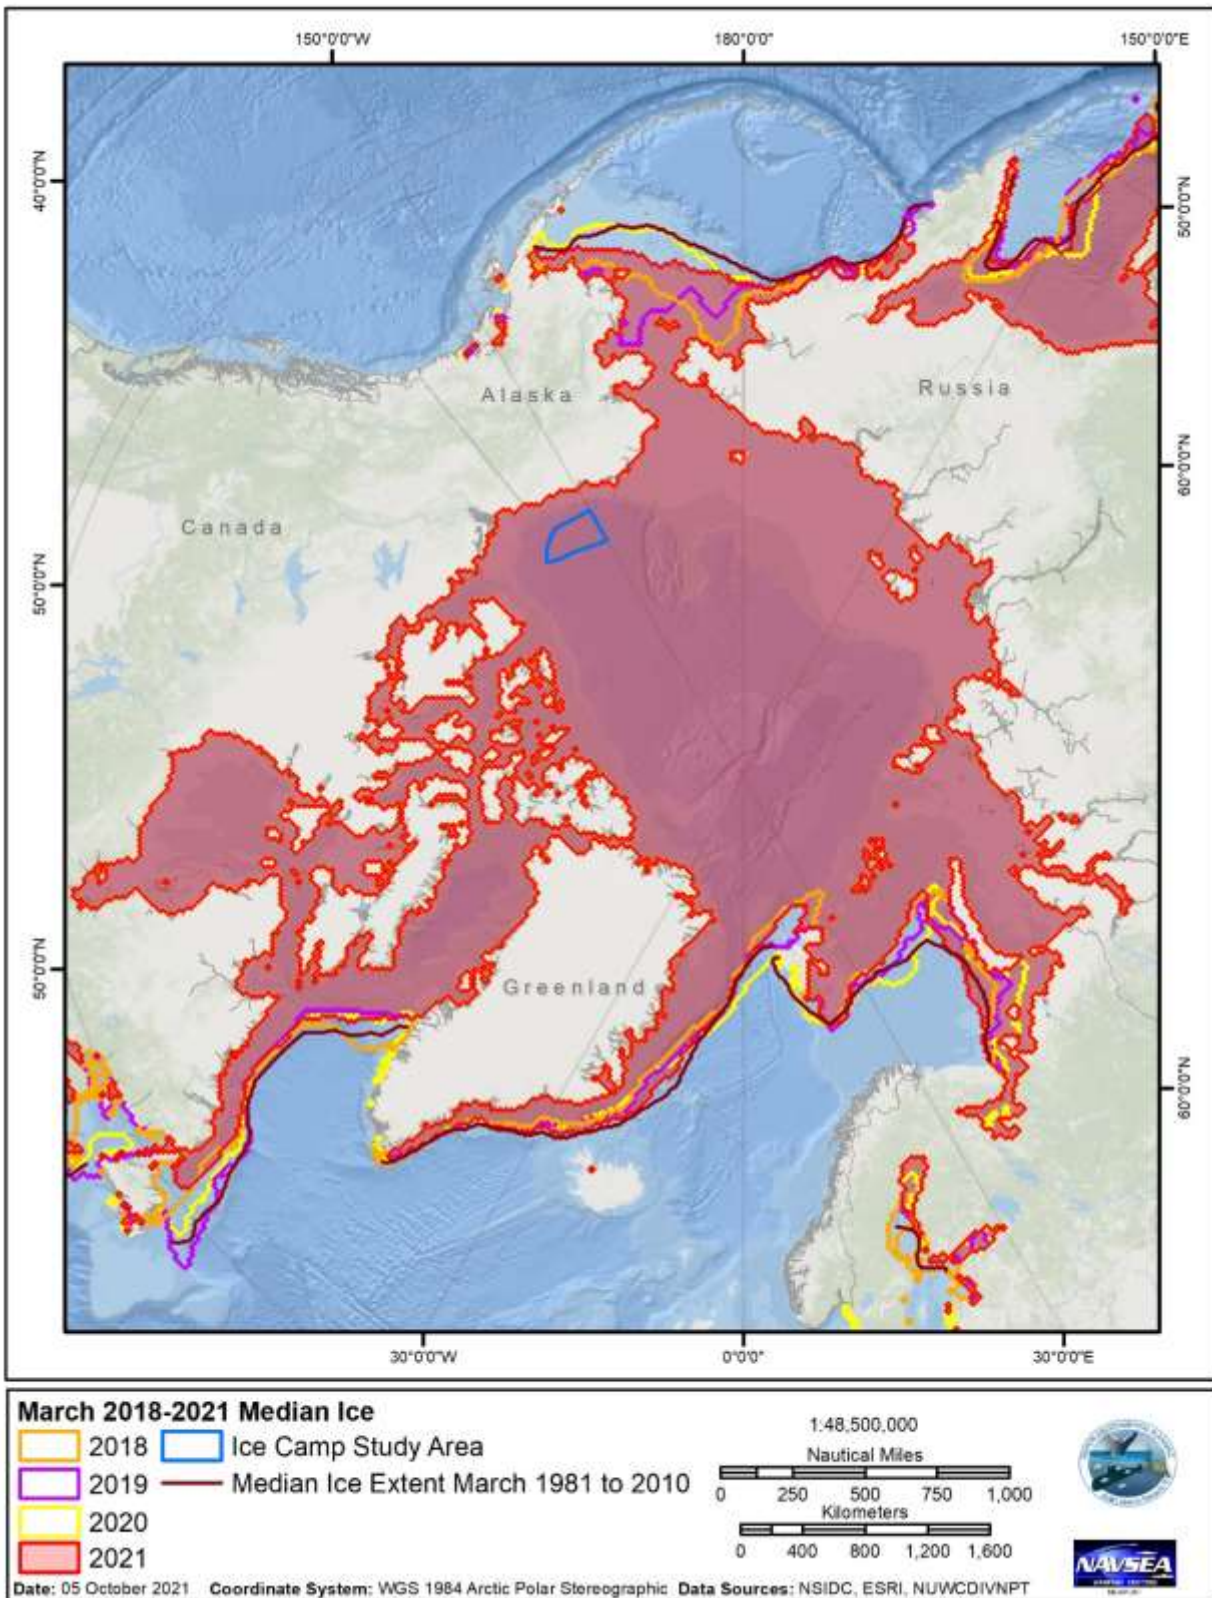 150°0'0"W 180°0'0" 150°0'0"E
40°0'0"N
50°0'0"N
Alaska
Russia
60°0'0"N
Canada
50°0'0"N
50°0'0"N
Greenland
60°0'0"N
30°0'0"W 0°0'0" 30°0'0"E
March 2018-2021 Median Ice
2018 Ice Camp Study Area
2019 Median Ice Extent March 1981 to 2010
2020
2021
1:48,500,000
Nautical Miles
0 250 500 750 1,000
Kilometers
0 400 800 1,200 1,600
NAVSEA
Date: 05 October 2021 Coordinate System: WGS 1984 Arctic Polar Stereographic Data Sources: NSIDC, ESRI, NUWCDIVNPT